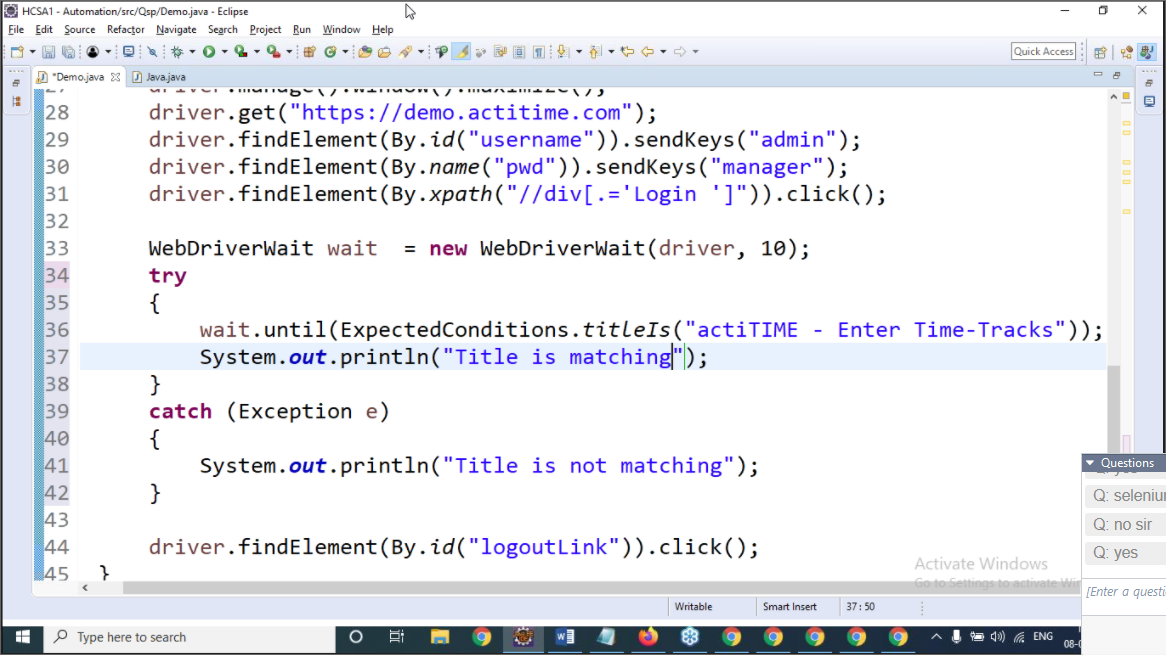 HCSA1 - Automation/src/Qsp/Demo.java - Eclipse
File Edit Source Refactor Navigate Search Project Run Window Help
Quick Access
*Demo.java Java.java
27 driver.manage().window().maximize();
28 driver.get("https://demo.actitime.com");
29 driver.findElement(By.id("username")).sendKeys("admin");
30 driver.findElement(By.name("pwd")).sendKeys("manager");
31 driver.findElement(By.xpath("//div[.='Login ']")).click();
32
33 WebDriverWait wait  = new WebDriverWait(driver, 10);
34 try
35 {
36 wait.until(ExpectedConditions.titleIs("actiTIME - Enter Time-Tracks"));
37 System.out.println("Title is matching");
38 }
39 catch (Exception e)
40 {
41 System.out.println("Title is not matching");
42 }
43
44 driver.findElement(By.id("logoutLink")).click();
45 }
Questions
Q: yes
Q: seleniu
Q: no sir
Q: yes
[Enter a questi
Activate Windows
Go to Settings to activate Wi
Writable Smart Insert 37 : 50
Type here to search
ENG
08-